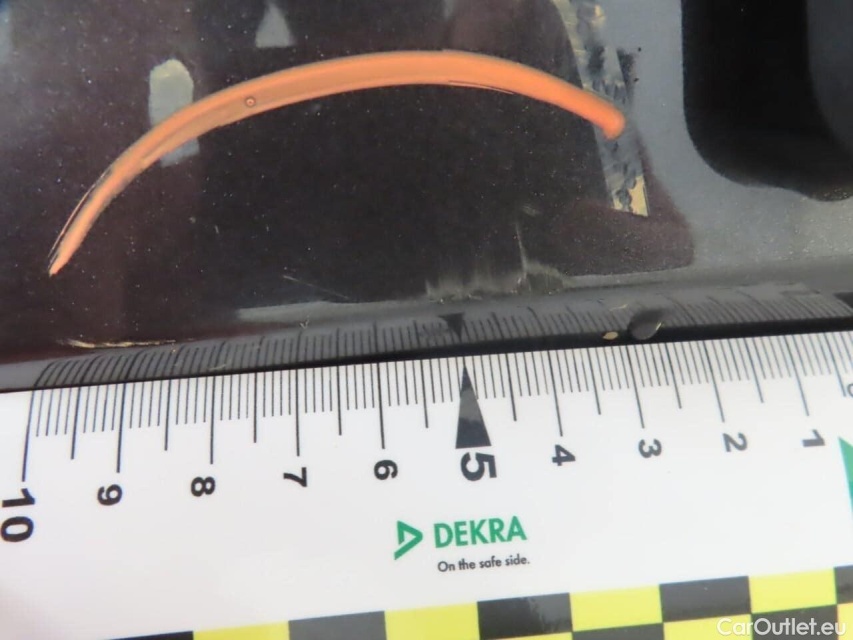 10 9 8 7 6 5 4 3 2 1
DEKRA
On the safe side.
CarOutlet.eu